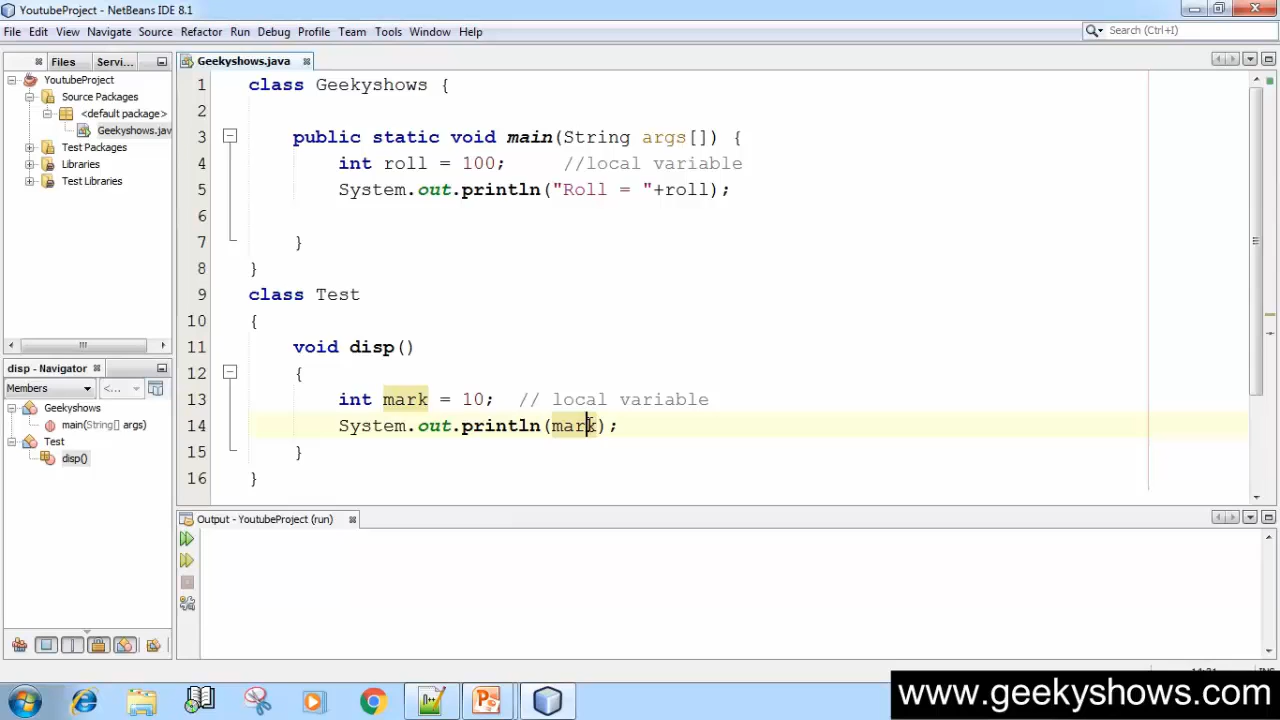 YoutubeProject - NetBeans IDE 8.1
File Edit View Navigate Source Refactor Run Debug Profile Team Tools Window Help
Search (Ctrl+I)
Files Servi...
Geekyshows.java
YoutubeProject
Source Packages
<default package>
Geekyshows.jav
Test Packages
Libraries
Test Libraries
1 class Geekyshows {
2
3 public static void main(String args[]) {
4 int roll = 100; //local variable
5 System.out.println("Roll = "+roll);
6
7 }
8 }
9 class Test
10 {
11 void disp()
12 {
13 int mark = 10; // local variable
14 System.out.println(mark);
15 }
16 }
disp - Navigator
Members <...
Geekyshows
main(String[] args)
Test
disp()
Output - YoutubeProject (run)
www.geekyshows.com